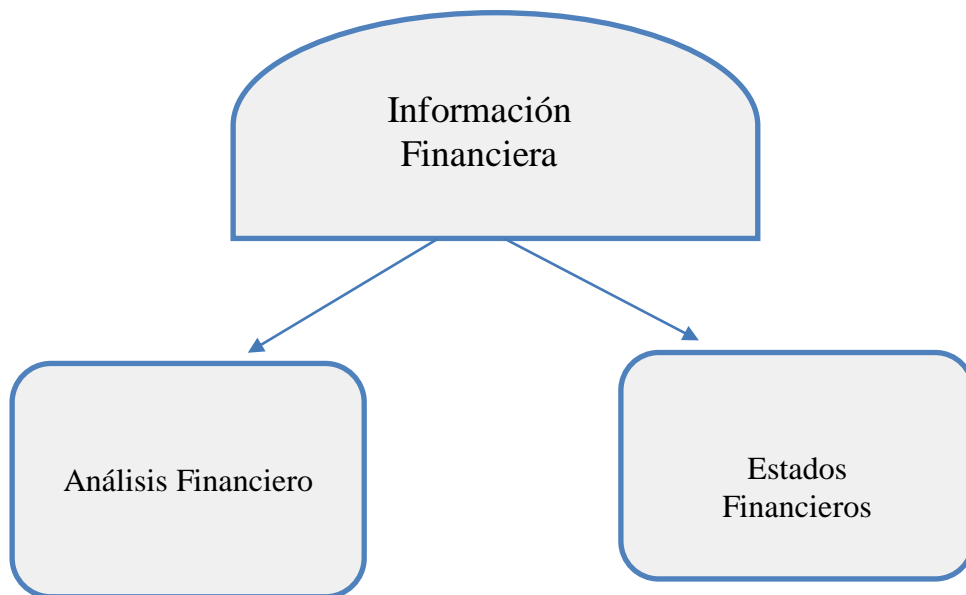 Información
Financiera
Análisis Financiero
Estados
Financieros